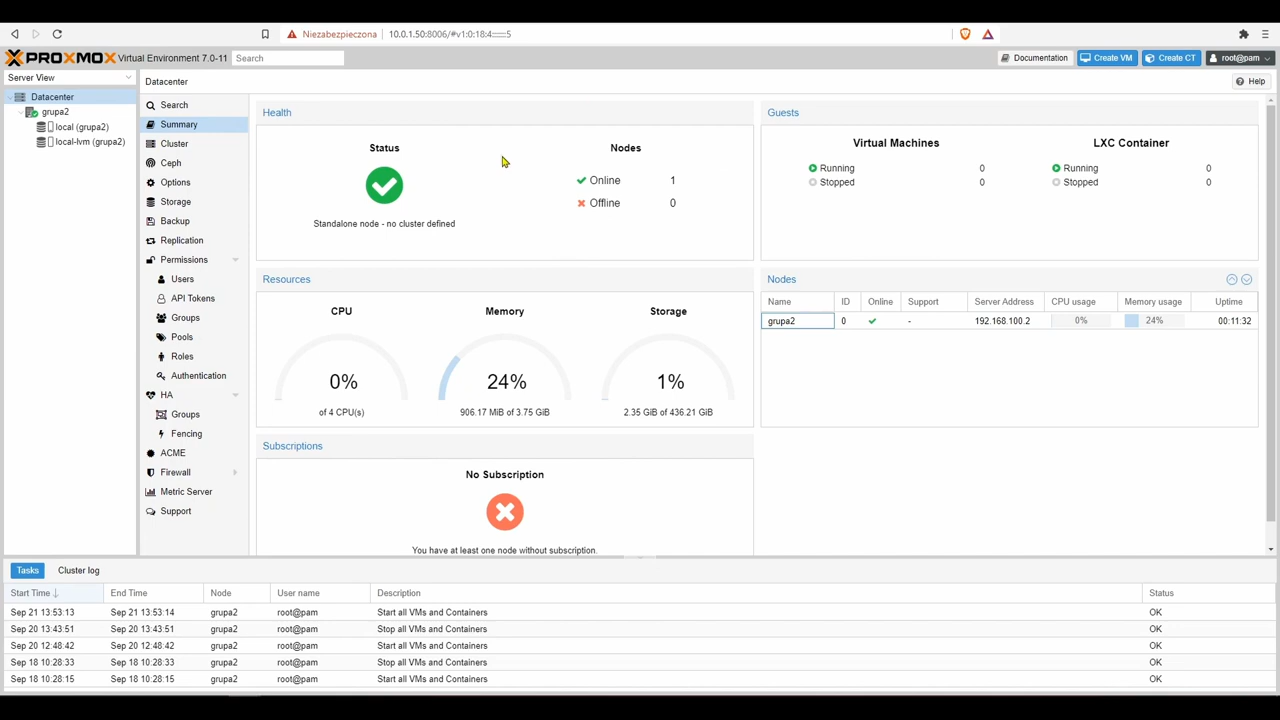 Niezabezpieczona 10.0.1.50:8006/#v1:0:18:4:::::::5
PROXMOX Virtual Environment 7.0-11 Search Documentation Create VM Create CT root@pam
Server View
Datacenter
grupa2
local (grupa2)
local-lvm (grupa2)
Datacenter Help
Search
Summary
Cluster
Ceph
Options
Storage
Backup
Replication
Permissions
Users
API Tokens
Groups
Pools
Roles
Authentication
HA
Groups
Fencing
ACME
Firewall
Metric Server
Support
Health
Status
Standalone node - no cluster defined
Nodes
Online 1
Offline 0
Guests
Virtual Machines
Running 0
Stopped 0
LXC Container
Running 0
Stopped 0
Resources
CPU
0%
of 4 CPU(s)
Memory
24%
906.17 MiB of 3.75 GiB
Storage
1%
2.35 GiB of 436.21 GiB
Nodes
Name ID Online Support Server Address CPU usage Memory usage Uptime
grupa2 0 - 192.168.100.2 0% 24% 00:11:32
Subscriptions
No Subscription
You have at least one node without subscription.
Tasks Cluster log
Start Time End Time Node User name Description Status
Sep 21 13:53:13 Sep 21 13:53:14 grupa2 root@pam Start all VMs and Containers OK
Sep 20 13:43:51 Sep 20 13:43:51 grupa2 root@pam Stop all VMs and Containers OK
Sep 20 12:48:42 Sep 20 12:48:42 grupa2 root@pam Start all VMs and Containers OK
Sep 18 10:28:33 Sep 18 10:28:33 grupa2 root@pam Stop all VMs and Containers OK
Sep 18 10:28:15 Sep 18 10:28:15 grupa2 root@pam Start all VMs and Containers OK